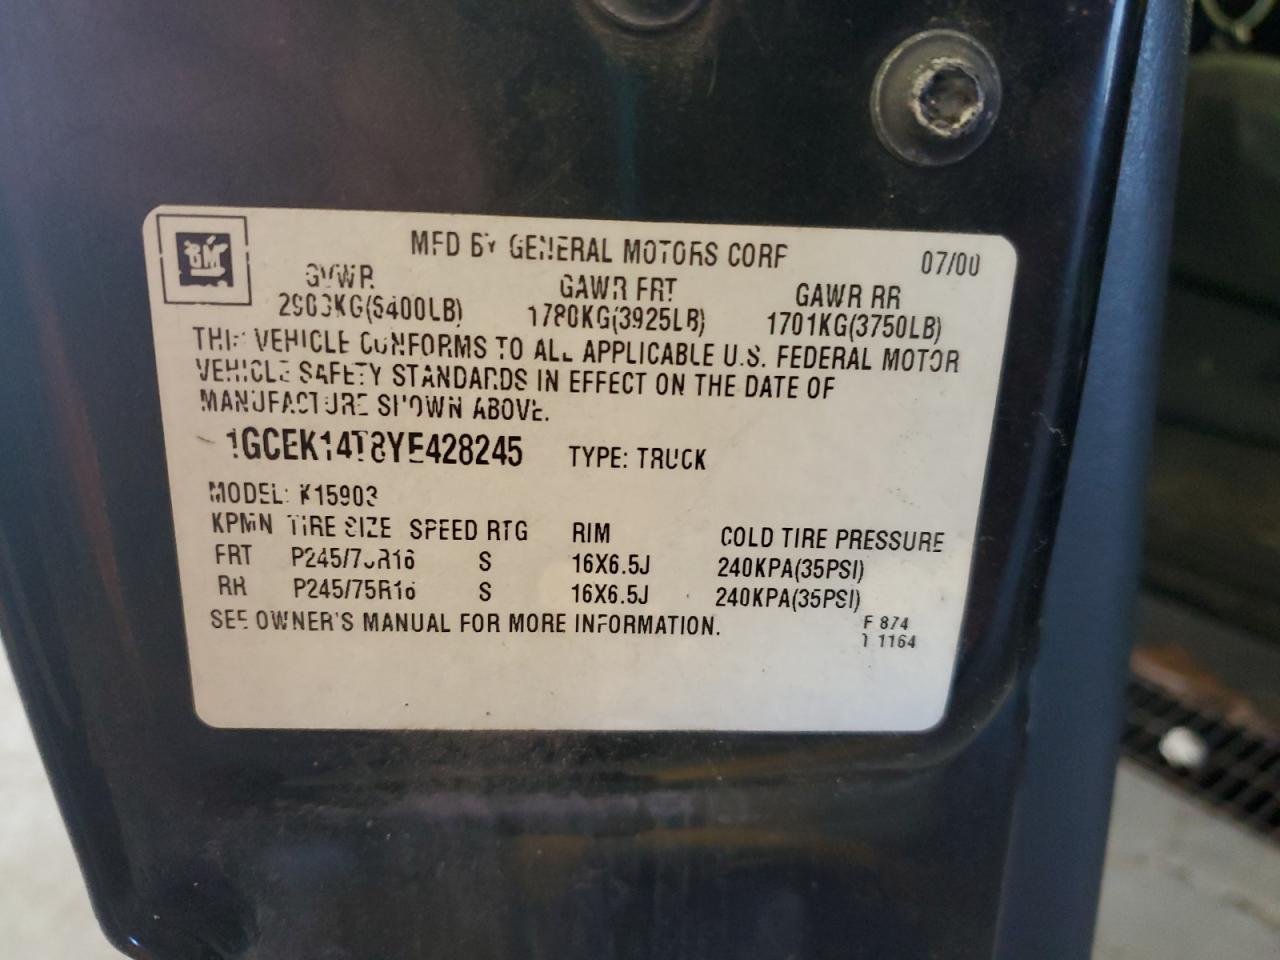 GM
MFD BY GENERAL MOTORS CORP
07/00
GVWR GAWR FRT GAWR RR
2903KG(6400LB) 1780KG(3925LB) 1701KG(3750LB)
THIS VEHICLE CONFORMS TO ALL APPLICABLE U.S. FEDERAL MOTOR
VEHICLE SAFETY STANDARDS IN EFFECT ON THE DATE OF
MANUFACTURE SHOWN ABOVE.
1GCEK14T8YE428245 TYPE: TRUCK
MODEL: K15903
TIRE SIZE SPEED RTG RIM COLD TIRE PRESSURE
FRT P245/75R16 S 16X6.5J 240KPA(35PSI)
RR P245/75R16 S 16X6.5J 240KPA(35PSI)
SEE OWNER'S MANUAL FOR MORE INFORMATION.
F 874
1164